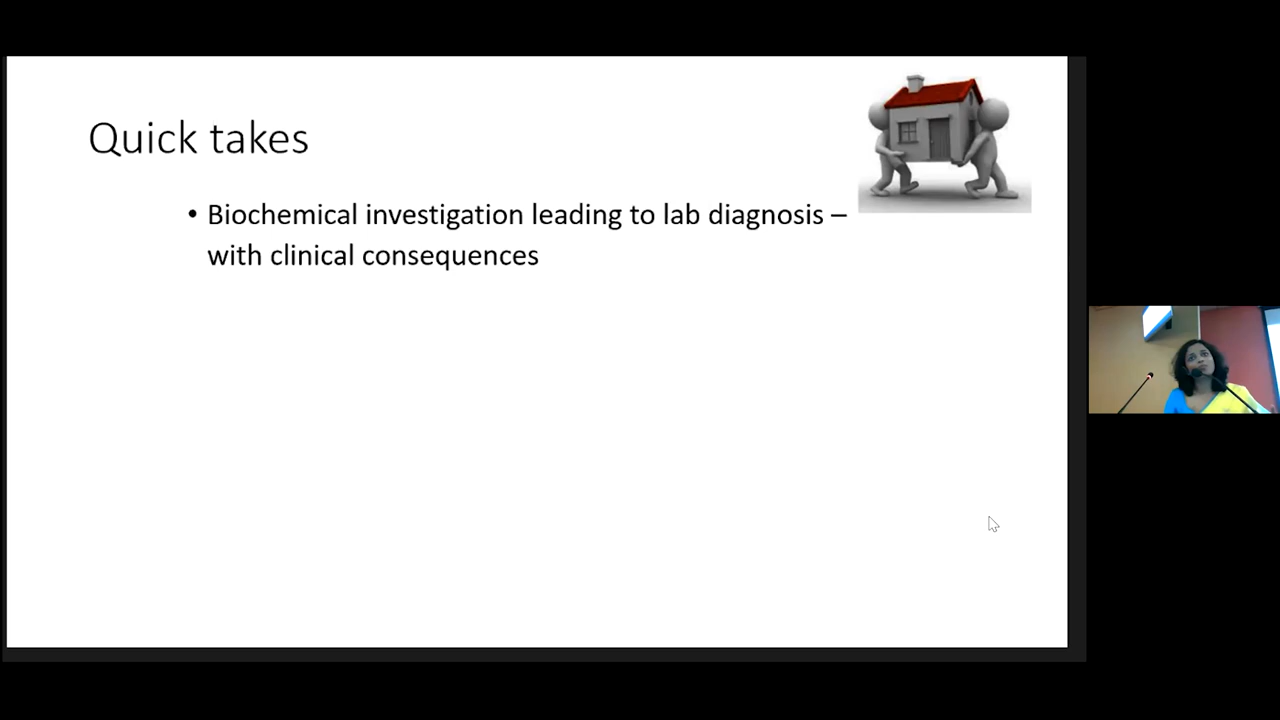 Quick takes
• Biochemical investigation leading to lab diagnosis –
with clinical consequences